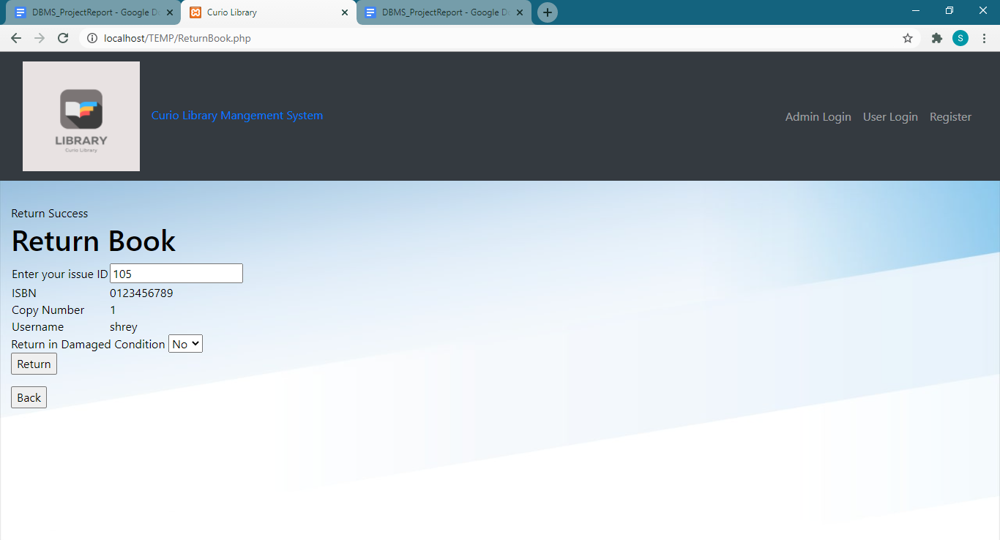 DBMS_ProjectReport - Google D
Curio Library
DBMS_ProjectReport - Google D
localhost/TEMP/ReturnBook.php
S
LIBRARY
Curio Library
Curio Library Mangement System
Admin Login User Login Register
Return Success
Return Book
Enter your issue ID 105
ISBN 0123456789
Copy Number 1
Username shrey
Return in Damaged Condition No
Return
Back